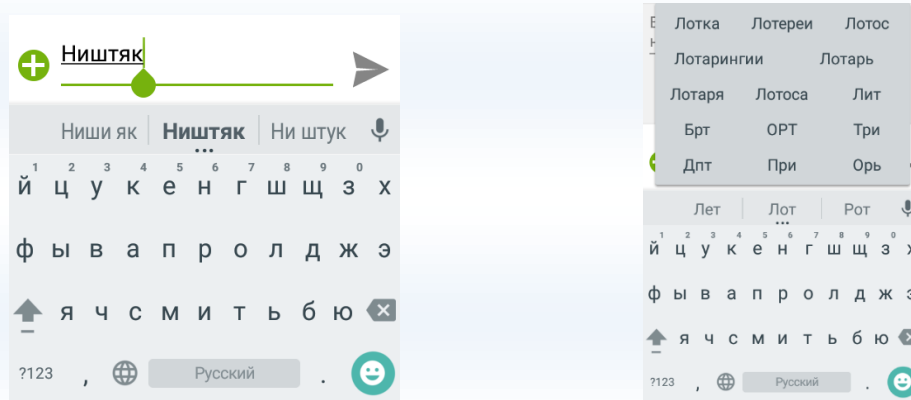 Ништяк
Ниши як Ништяк Ни штук
1 2 3 4 5 6 7 8 9 0
й ц у к е н г ш щ з х
ф ы в а п р о л д ж э
я ч с м и т ь б ю
?123 , Русский .
Лотка Лотереи Лотос
Лотарингии Лотарь
Лотаря Лотоса Лит
Брт ОРТ Три
Дпт При Орь
Лет Лот Рот
1 2 3 4 5 6 7 8 9 0
й ц у к е н г ш щ з х
ф ы в а п р о л д ж э
я ч с м и т ь б ю
?123 , Русский .